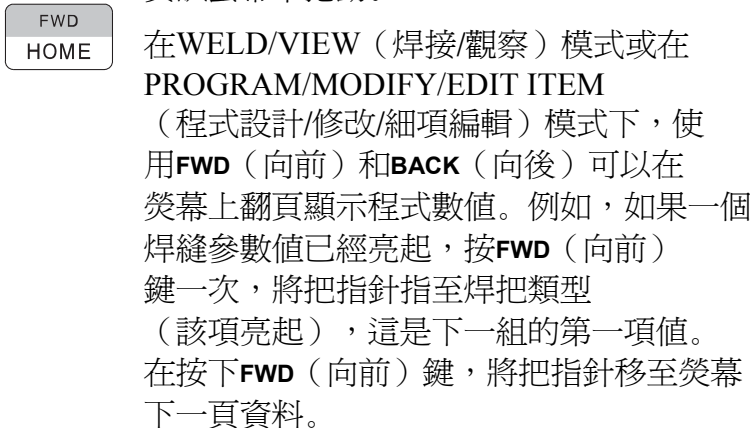 FWD
HOME
在WELD/VIEW（焊接/觀察）模式或在
PROGRAM/MODIFY/EDIT ITEM
（程式設計/修改/細項編輯）模式下，使
用FWD（向前）和BACK（向後）可以在
熒幕上翻頁顯示程式數值。例如，如果一個
焊縫參數值已經亮起，按FWD（向前）
鍵一次，將把指針指至焊把類型
（該項亮起），這是下一組的第一項值。
在按下FWD（向前）鍵，將把指針移至熒幕
下一頁資料。